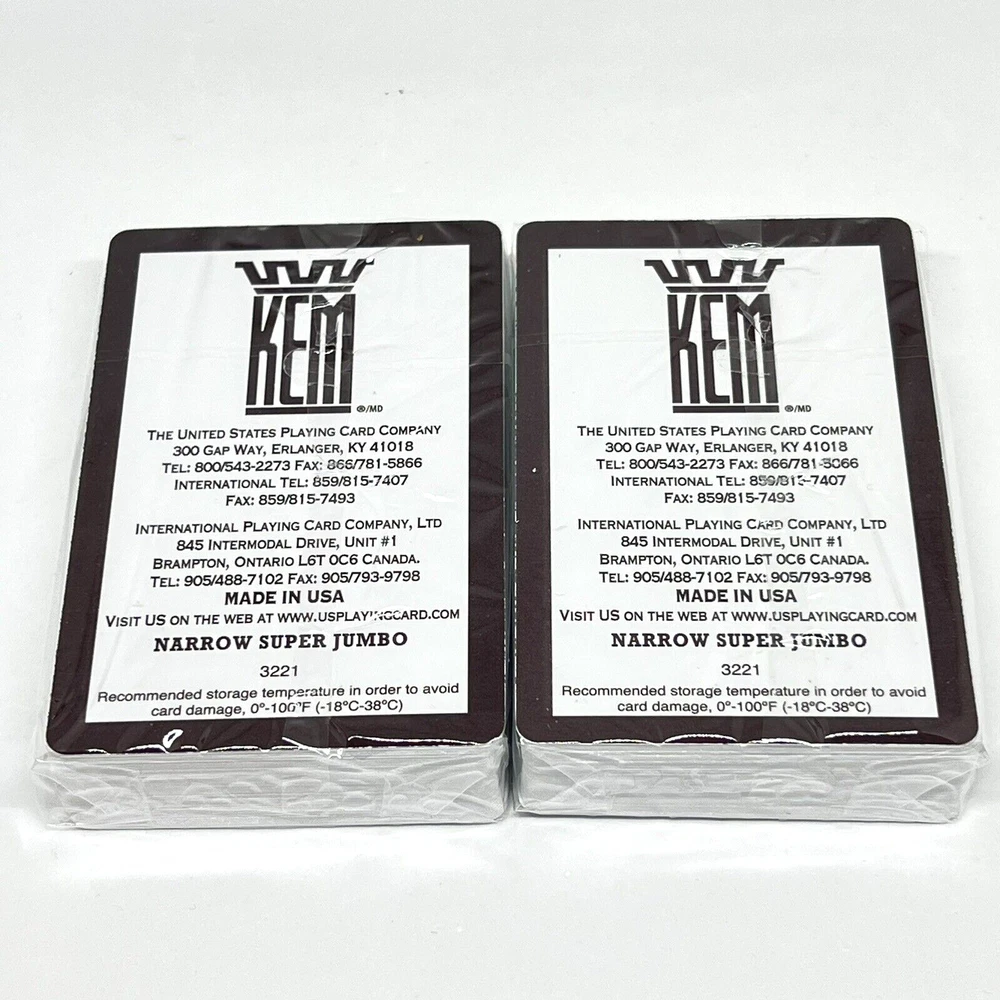 KEM
®/MD
THE UNITED STATES PLAYING CARD COMPANY
300 GAP WAY, ERLANGER, KY 41018
TEL: 800/543-2273 FAX: 866/781-5866
INTERNATIONAL TEL: 859/815-7407
FAX: 859/815-7493
INTERNATIONAL PLAYING CARD COMPANY, LTD
845 INTERMODAL DRIVE, UNIT #1
BRAMPTON, ONTARIO L6T 0C6 CANADA.
TEL: 905/488-7102 FAX: 905/793-9798
MADE IN USA
VISIT US ON THE WEB AT WWW.USPLAYINGCARD.COM
NARROW SUPER JUMBO
3221
Recommended storage temperature in order to avoid
card damage, 0º-100ºF (-18ºC-38ºC)
KEM
®/MD
THE UNITED STATES PLAYING CARD COMPANY
300 GAP WAY, ERLANGER, KY 41018
TEL: 800/543-2273 FAX: 866/781-5866
INTERNATIONAL TEL: 859/815-7407
FAX: 859/815-7493
INTERNATIONAL PLAYING CARD COMPANY, LTD
845 INTERMODAL DRIVE, UNIT #1
BRAMPTON, ONTARIO L6T 0C6 CANADA.
TEL: 905/488-7102 FAX: 905/793-9798
MADE IN USA
VISIT US ON THE WEB AT WWW.USPLAYINGCARD.COM
NARROW SUPER JUMBO
3221
Recommended storage temperature in order to avoid
card damage, 0º-100ºF (-18ºC-38ºC)